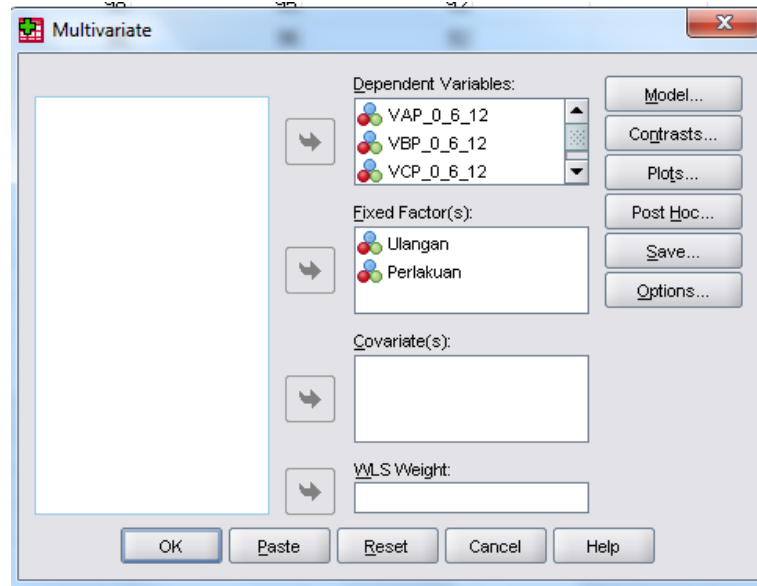 Multivariate
Dependent Variables:
VAP_0_6_12
VBP_0_6_12
VCP_0_6_12
Fixed Factor(s):
Ulangan
Perlakuan
Covariate(s):
WLS Weight:
Model...
Contrasts...
Plots...
Post Hoc...
Save...
Options...
OK
Paste
Reset
Cancel
Help